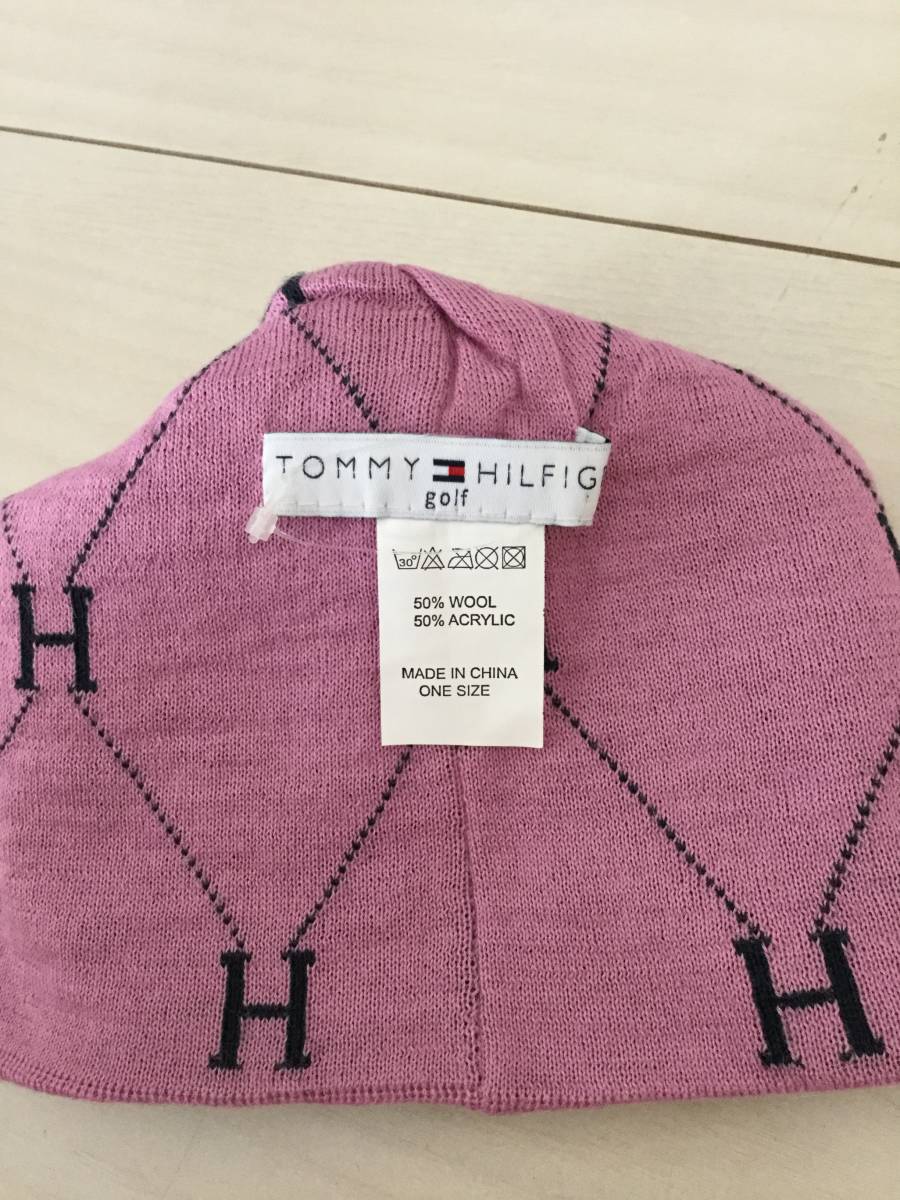 TOMMY HILFIG
golf
30°
50% WOOL
50% ACRYLIC
MADE IN CHINA
ONE SIZE
H
H
H